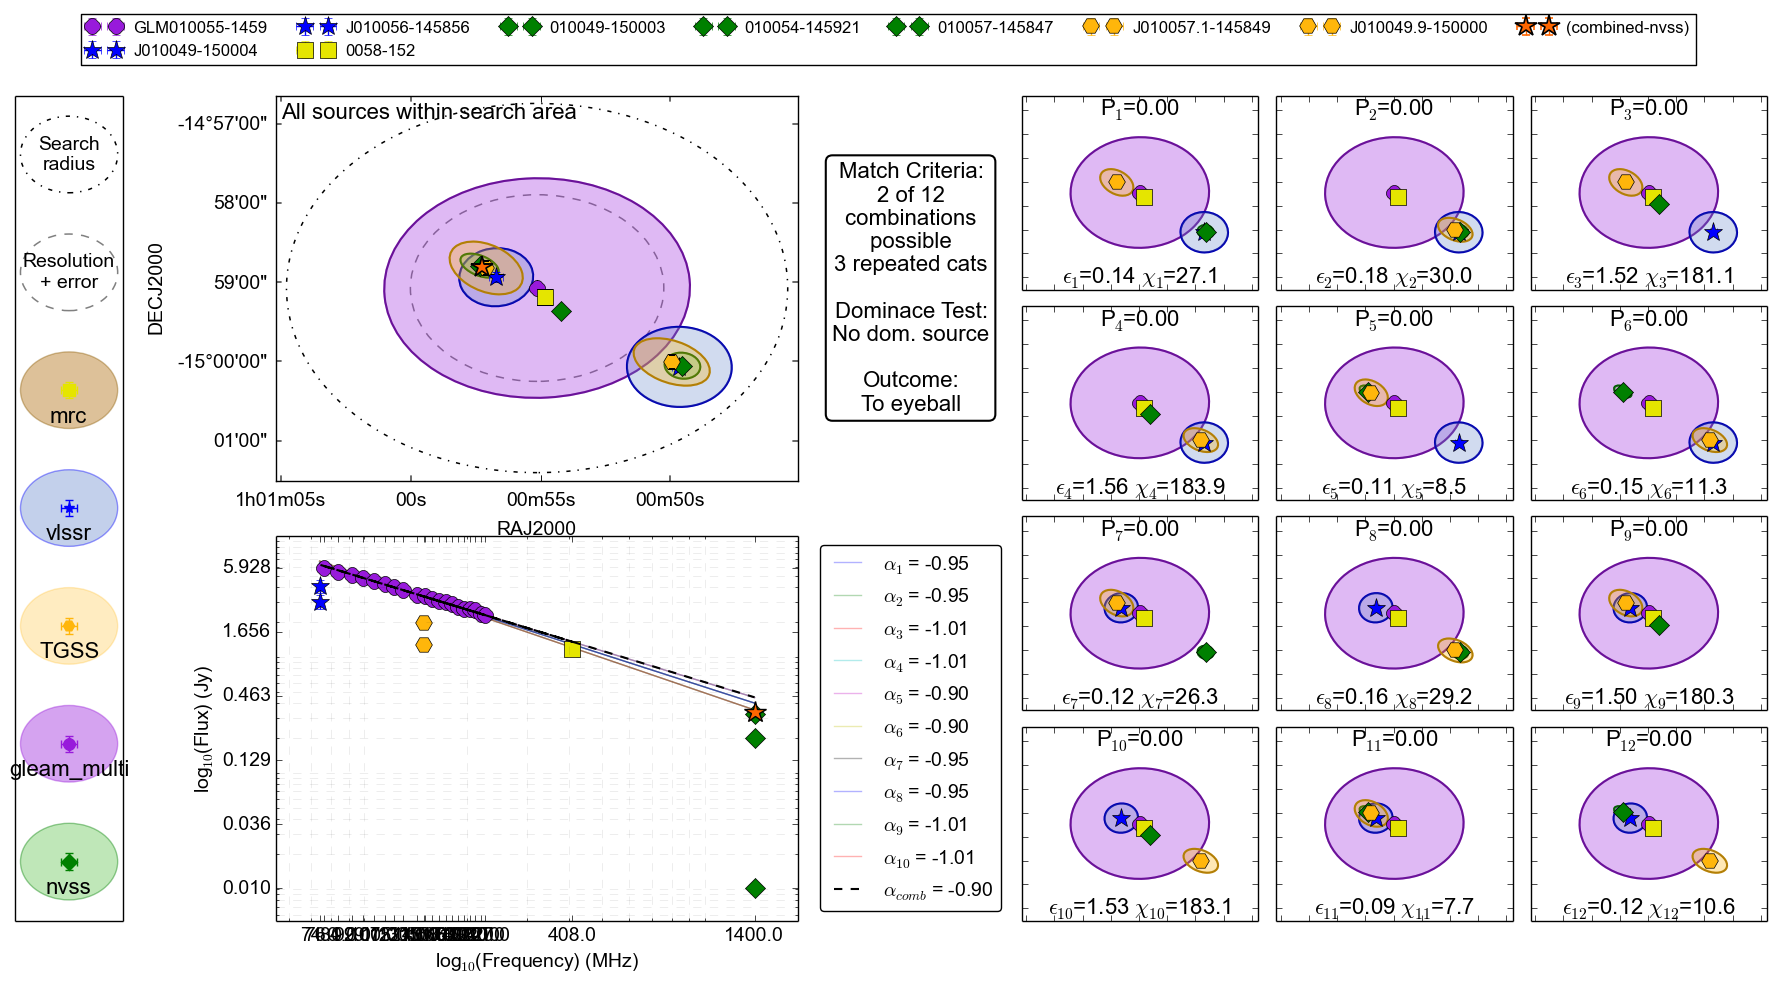 GLM010055-1459
J010056-145856
010049-150003
010054-145921
010057-145847
J010057.1-145849
J010049.9-150000
(combined-nvss)
J010049-150004
0058-152
Search
radius
Resolution
+ error
mrc
vlssr
TGSS
gleam_multi
nvss
All sources within search area
-14°57'00"
58'00"
59'00"
-15°00'00"
01'00"
DECJ2000
1h01m05s
00s
00m55s
00m50s
RAJ2000
Match Criteria:
2 of 12
combinations
possible
3 repeated cats
Dominace Test:
No dom. source
Outcome:
To eyeball
5.928
1.656
0.463
0.129
0.036
0.010
log10(Flux) (Jy)
408.0
1400.0
log10(Frequency) (MHz)
α1 = -0.95
α2 = -0.95
α3 = -1.01
α4 = -1.01
α5 = -0.90
α6 = -0.90
α7 = -0.95
α8 = -0.95
α9 = -1.01
α10 = -1.01
αcomb = -0.90
P1=0.00
ϵ1=0.14 χ1=27.1
P2=0.00
ϵ2=0.18 χ2=30.0
P3=0.00
ϵ3=1.52 χ3=181.1
P4=0.00
ϵ4=1.56 χ4=183.9
P5=0.00
ϵ5=0.11 χ5=8.5
P6=0.00
ϵ6=0.15 χ6=11.3
P7=0.00
ϵ7=0.12 χ7=26.3
P8=0.00
ϵ8=0.16 χ8=29.2
P9=0.00
ϵ9=1.50 χ9=180.3
P10=0.00
ϵ10=1.53 χ10=183.1
P11=0.00
ϵ11=0.09 χ11=7.7
P12=0.00
ϵ12=0.12 χ12=10.6